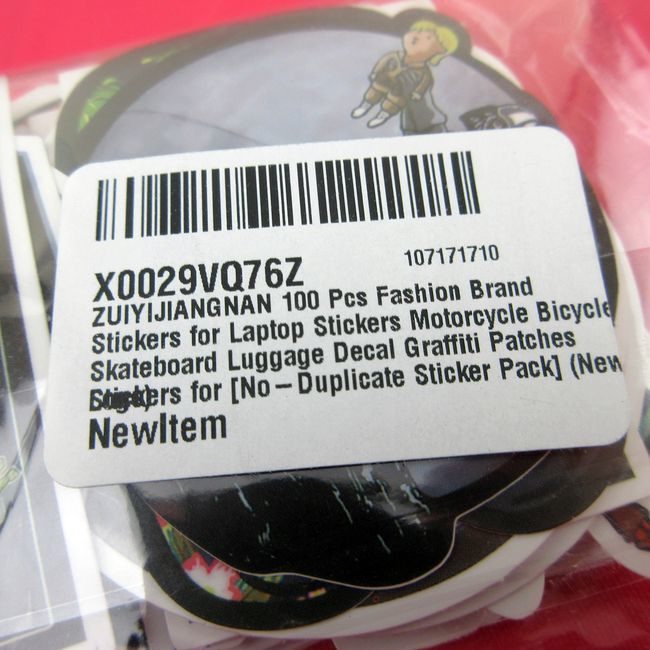 X0029VQ76Z
107171710
ZUIYIJIANGNAN 100 Pcs Fashion Brand
Stickers for Laptop Stickers Motorcycle Bicycle
Skateboard Luggage Decal Graffiti Patches
Stickers for [No-Duplicate Sticker Pack] (New
NewItem